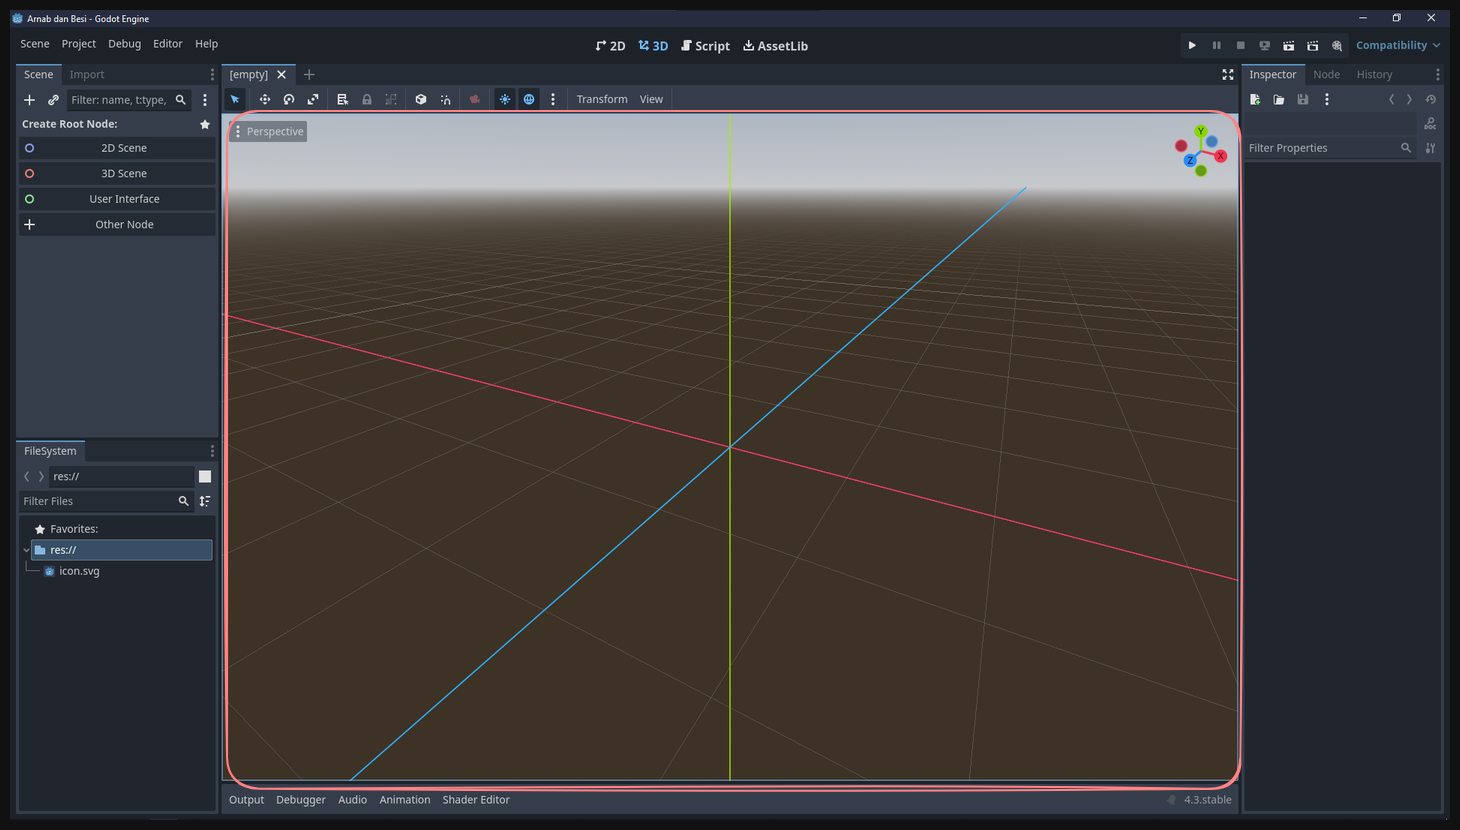 Arnab dan Besi - Godot Engine
Scene Project Debug Editor Help
2D 3D Script AssetLib
Compatibility
Scene Import
[empty]
Inspector Node History
Filter: name, t:type,
Transform View
Create Root Node:
Perspective
2D Scene
3D Scene
User Interface
Other Node
Y
X
Z
DOC
Filter Properties
FileSystem
res://
Filter Files
Favorites:
res://
icon.svg
Output Debugger Audio Animation Shader Editor
4.3.stable